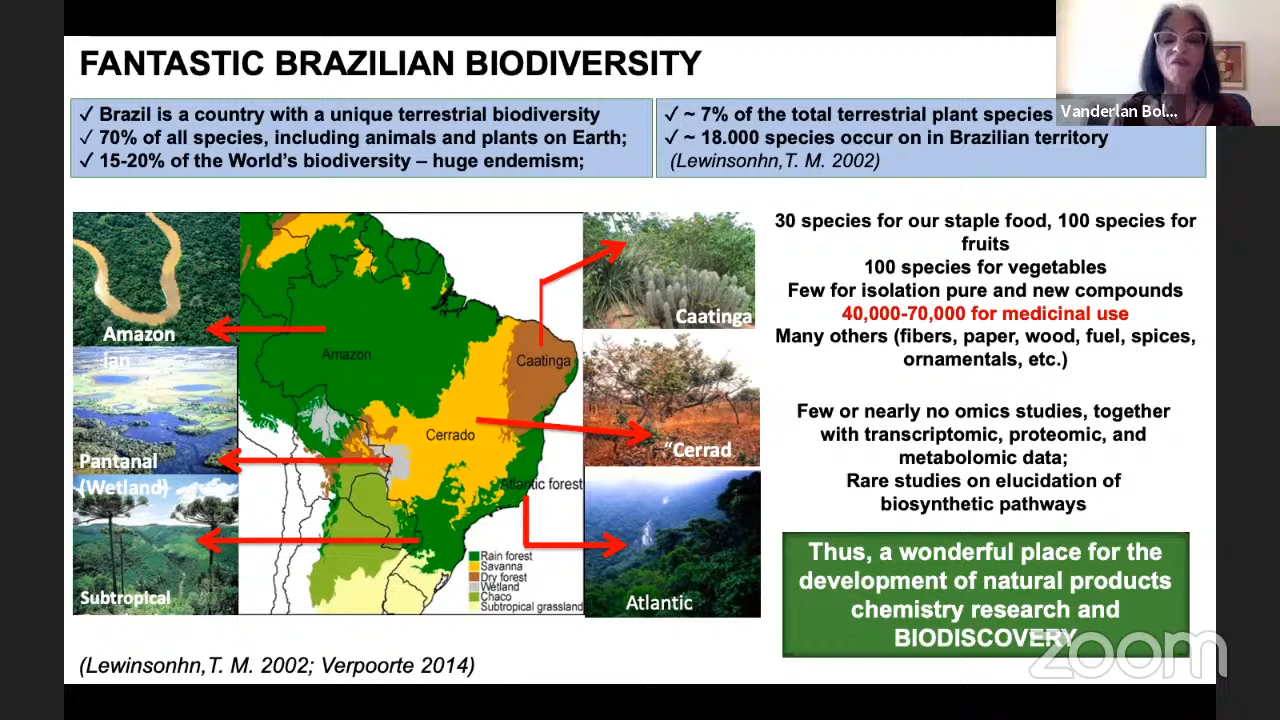 FANTASTIC BRAZILIAN BIODIVERSITY
Vanderlan Bol...
✓ Brazil is a country with a unique terrestrial biodiversity
✓ 70% of all species, including animals and plants on Earth;
✓ 15-20% of the World's biodiversity – huge endemism;
✓ ~ 7% of the total terrestrial plant species
✓ ~ 18.000 species occur on in Brazilian territory
(Lewinsonhn,T. M. 2002)
Amazon
ian
Pantanal
(Wetland)
Subtropical
Amazon
Caatinga
Cerrado
Atlantic forest
Rain forest
Savanna
Dry forest
Wetland
Chaco
Subtropical grassland
Caatinga
“Cerrad
Atlantic
30 species for our staple food, 100 species for
fruits
100 species for vegetables
Few for isolation pure and new compounds
40,000-70,000 for medicinal use
Many others (fibers, paper, wood, fuel, spices,
ornamentals, etc.)
Few or nearly no omics studies, together
with transcriptomic, proteomic, and
metabolomic data;
Rare studies on elucidation of
biosynthetic pathways
Thus, a wonderful place for the
development of natural products
chemistry research and
BIODISCOVERY
zoom
(Lewinsonhn,T. M. 2002; Verpoorte 2014)